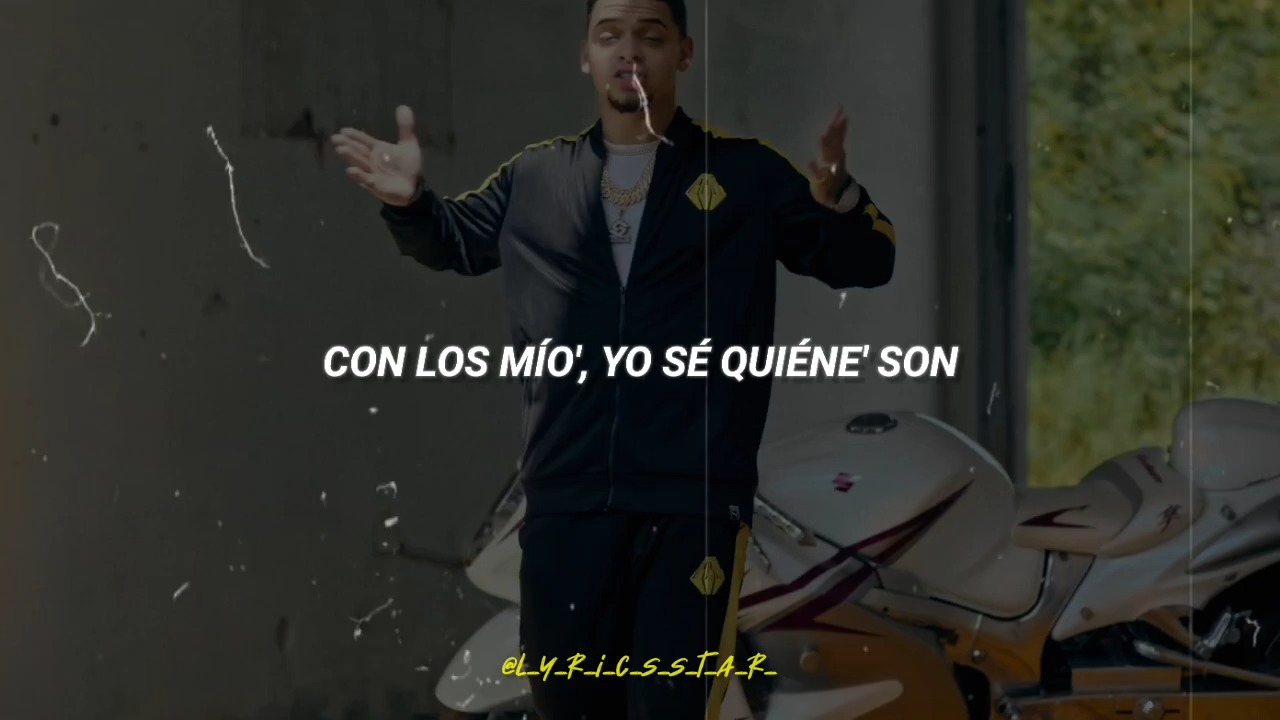 CON LOS MÍO', YO SÉ QUIÉNE' SON
@L_Y_R_i_C_S_S_T_A_R_